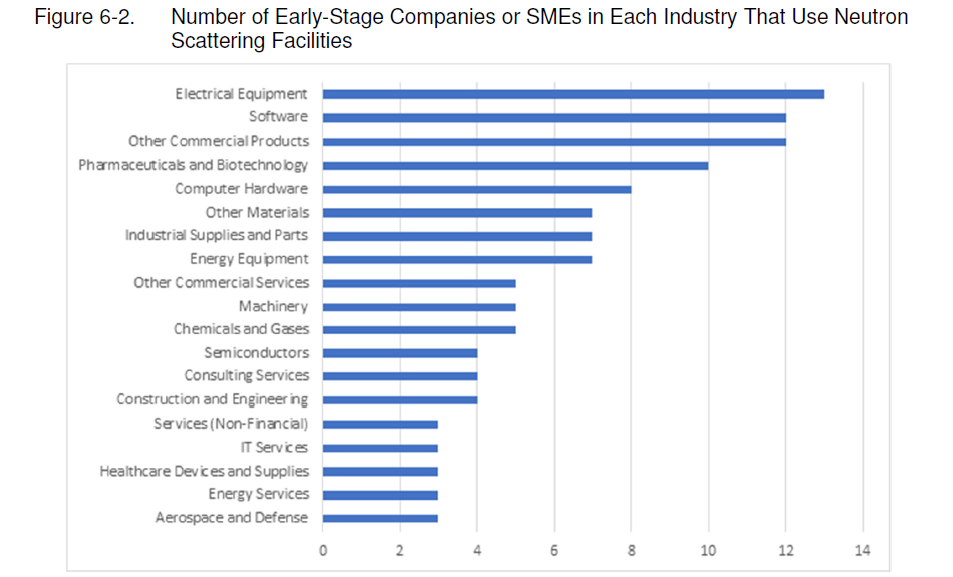 Figure 6-2. Number of Early-Stage Companies or SMEs in Each Industry That Use Neutron
Scattering Facilities
Electrical Equipment
Software
Other Commercial Products
Pharmaceuticals and Biotechnology
Computer Hardware
Other Materials
Industrial Supplies and Parts
Energy Equipment
Other Commercial Services
Machinery
Chemicals and Gases
Semiconductors
Consulting Services
Construction and Engineering
Services (Non-Financial)
IT Services
Healthcare Devices and Supplies
Energy Services
Aerospace and Defense
0 2 4 6 8 10 12 14